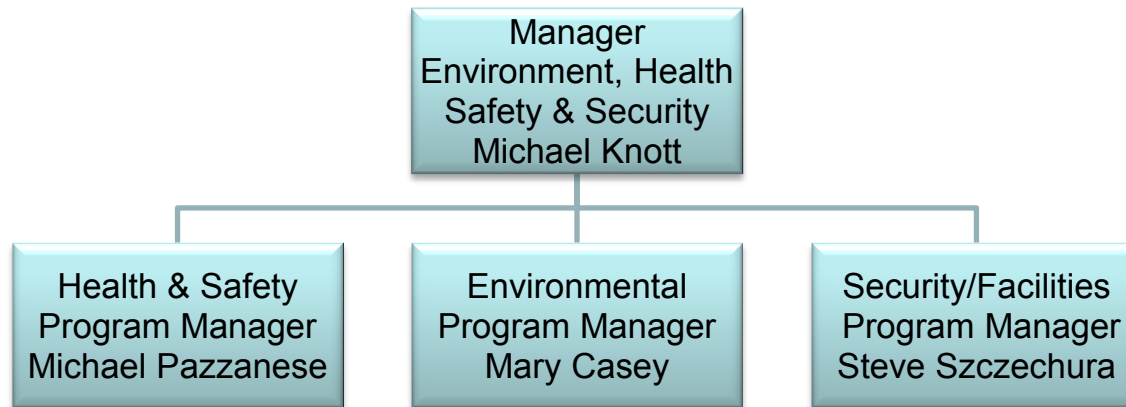 Manager
Environment, Health
Safety & Security
Michael Knott
Health & Safety
Program Manager
Michael Pazzanese
Environmental
Program Manager
Mary Casey
Security/Facilities
Program Manager
Steve Szczechura